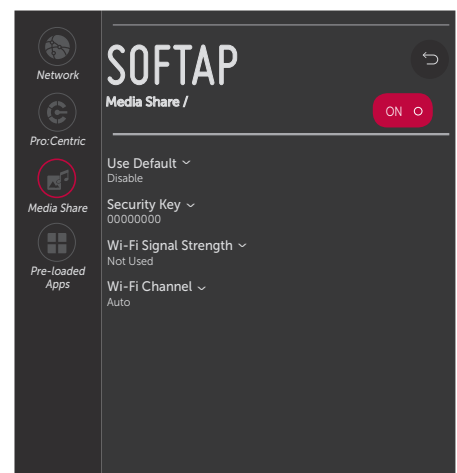 Network
Pro:Centric
Media Share
Pre-loaded
Apps
SOFTAP
Media Share /
ON
Use Default
Disable
Security Key
00000000
Wi-Fi Signal Strength
Not Used
Wi-Fi Channel
Auto